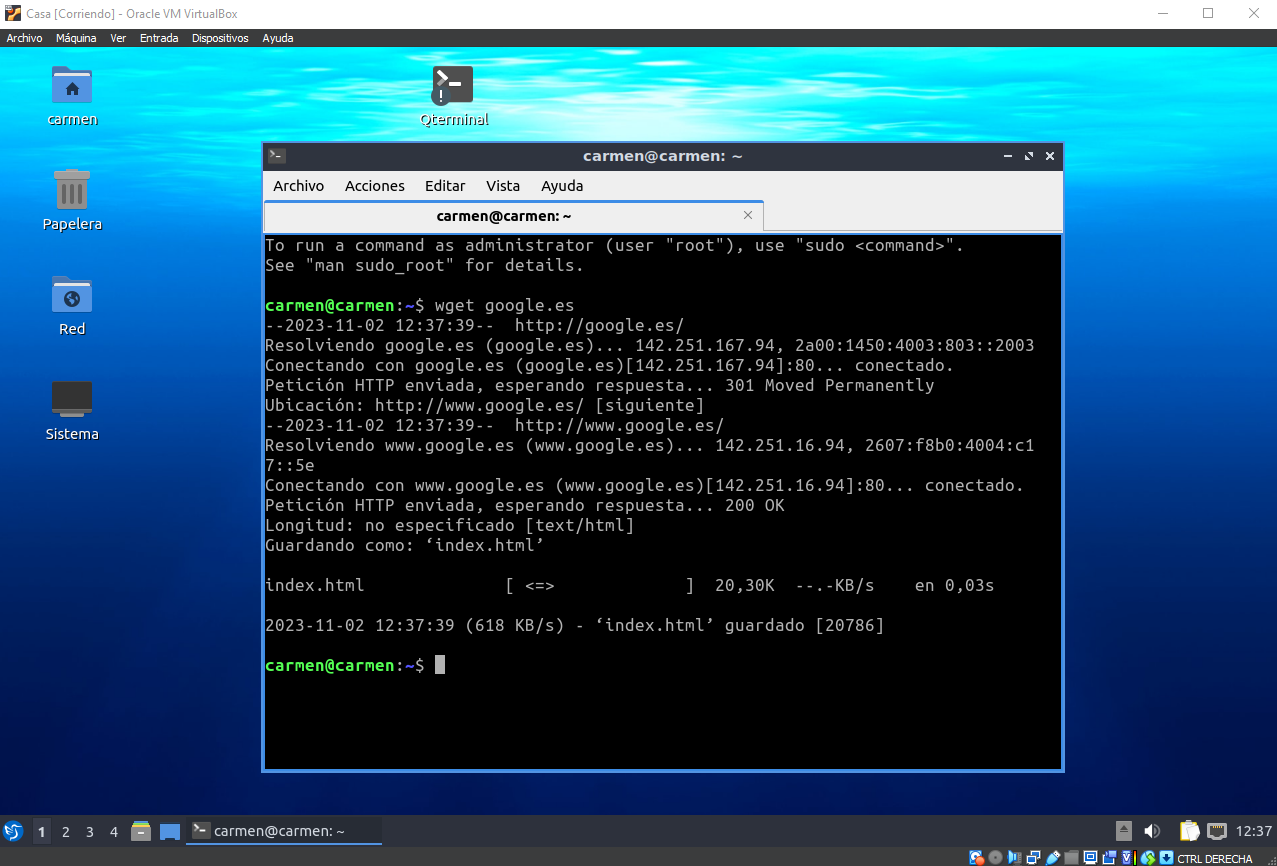 Casa [Corriendo] - Oracle VM VirtualBox
Archivo Máquina Ver Entrada Dispositivos Ayuda
carmen
Qterminal
Papelera
Red
Sistema
carmen@carmen: ~
Archivo Acciones Editar Vista Ayuda
carmen@carmen: ~
To run a command as administrator (user "root"), use "sudo <command>".
See "man sudo_root" for details.
carmen@carmen:~$ wget google.es
--2023-11-02 12:37:39--  http://google.es/
Resolviendo google.es (google.es)... 142.251.167.94, 2a00:1450:4003:803::2003
Conectando con google.es (google.es)[142.251.167.94]:80... conectado.
Petición HTTP enviada, esperando respuesta... 301 Moved Permanently
Ubicación: http://www.google.es/ [siguiente]
--2023-11-02 12:37:39--  http://www.google.es/
Resolviendo www.google.es (www.google.es)... 142.251.16.94, 2607:f8b0:4004:c1
7::5e
Conectando con www.google.es (www.google.es)[142.251.16.94]:80... conectado.
Petición HTTP enviada, esperando respuesta... 200 OK
Longitud: no especificado [text/html]
Guardando como: ‘index.html’
index.html              [ <=>             ]  20,30K  --.-KB/s    en 0,03s
2023-11-02 12:37:39 (618 KB/s) - ‘index.html’ guardado [20786]
carmen@carmen:~$
1 2 3 4 carmen@carmen: ~ 12:37
CTRL DERECHA